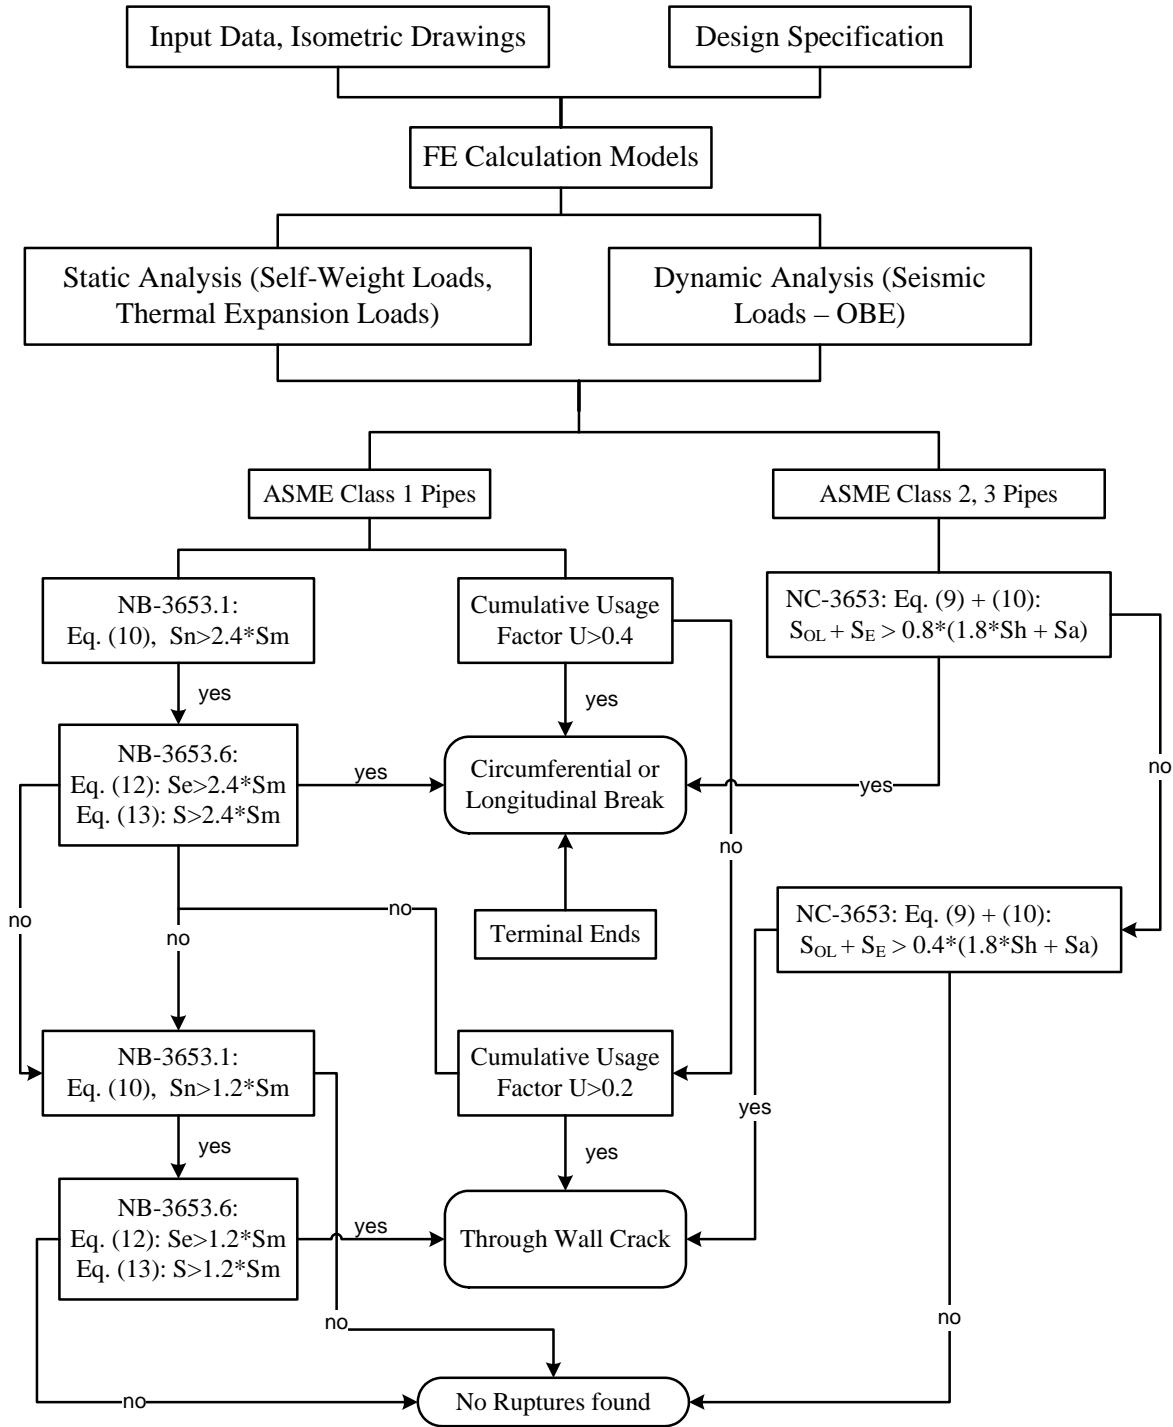 Input Data, Isometric Drawings
Design Specification
FE Calculation Models
Static Analysis (Self-Weight Loads,
Thermal Expansion Loads)
Dynamic Analysis (Seismic
Loads – OBE)
ASME Class 1 Pipes
ASME Class 2, 3 Pipes
NB-3653.1:
Eq. (10), Sn>2.4*Sm
Cumulative Usage
Factor U>0.4
NC-3653: Eq. (9) + (10):
S_OL + S_E > 0.8*(1.8*Sh + Sa)
yes
yes
no
NB-3653.6:
Eq. (12): Se>2.4*Sm
Eq. (13): S>2.4*Sm
yes
Circumferential or
Longitudinal Break
yes
no
no
no
no
Terminal Ends
NC-3653: Eq. (9) + (10):
S_OL + S_E > 0.4*(1.8*Sh + Sa)
NB-3653.1:
Eq. (10), Sn>1.2*Sm
Cumulative Usage
Factor U>0.2
yes
yes
yes
NB-3653.6:
Eq. (12): Se>1.2*Sm
Eq. (13): S>1.2*Sm
yes
Through Wall Crack
no
no
no
No Ruptures found